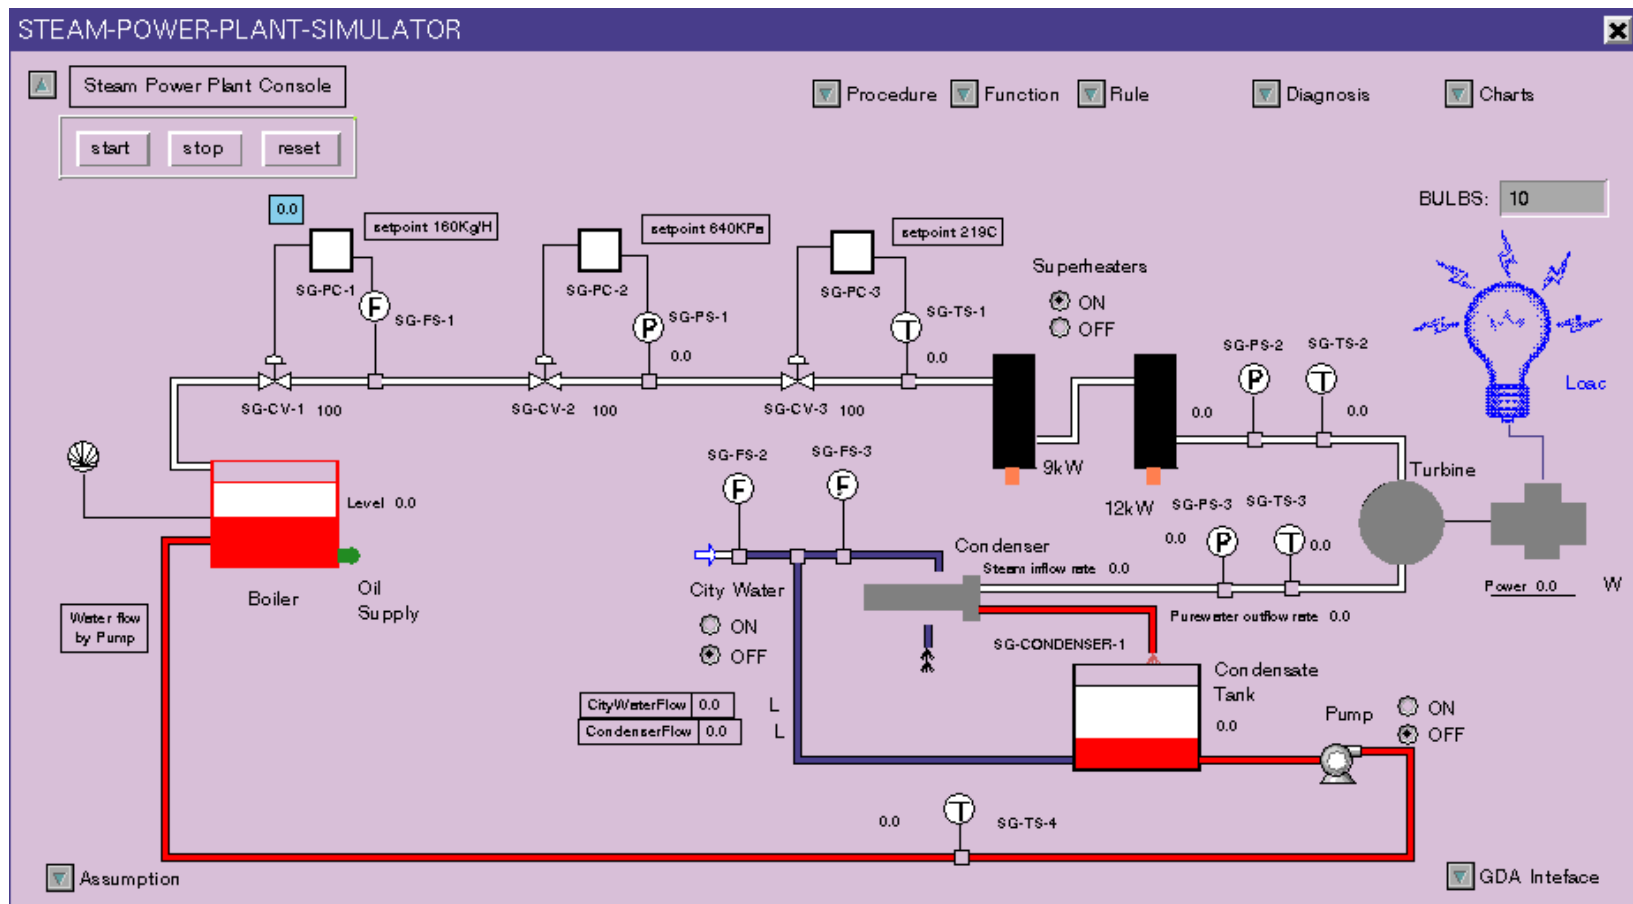 STEAM-POWER-PLANT-SIMULATOR
Steam Power Plant Console
Procedure
Function
Rule
Diagnosis
Charts
start
stop
reset
BULBS: 10
0.0
setpoint 160Kg/H
setpoint 640KPa
setpoint 219C
SG-PC-1
F
SG-FS-1
SG-PC-2
P
SG-PS-1
0.0
SG-PC-3
T
SG-TS-1
0.0
Superheaters
ON
OFF
SG-CV-1 100
SG-CV-2 100
SG-CV-3 100
SG-PS-2
SG-TS-2
P
T
0.0
0.0
Loac
9kW
12kW
Turbine
SG-FS-2
SG-FS-3
F
F
Level 0.0
Boiler
Oil
Supply
SG-PS-3
SG-TS-3
0.0
P
T
0.0
Condenser
Steam inflow rate 0.0
Power 0.0 W
City Water
ON
OFF
Water flow
by Pump
Purewater outflow rate 0.0
SG-CONDENSER-1
Condensate
Tank
0.0
CityWaterFlow 0.0 L
CondenserFlow 0.0 L
Pump
ON
OFF
0.0
T
SG-TS-4
Assumption
GDA Inteface